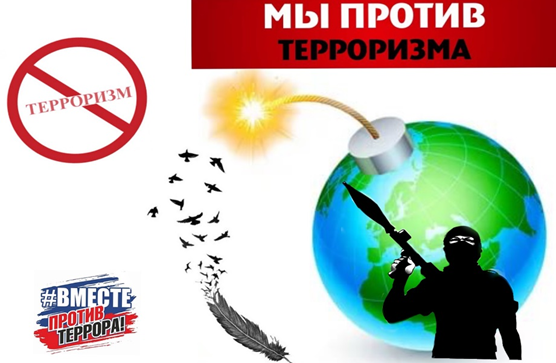 МЫ ПРОТИВ
ТЕРРОРИЗМА
ТЕРРОРИЗМ
#ВМЕСТЕ
ПРОТИВ
ТЕРРОРА!